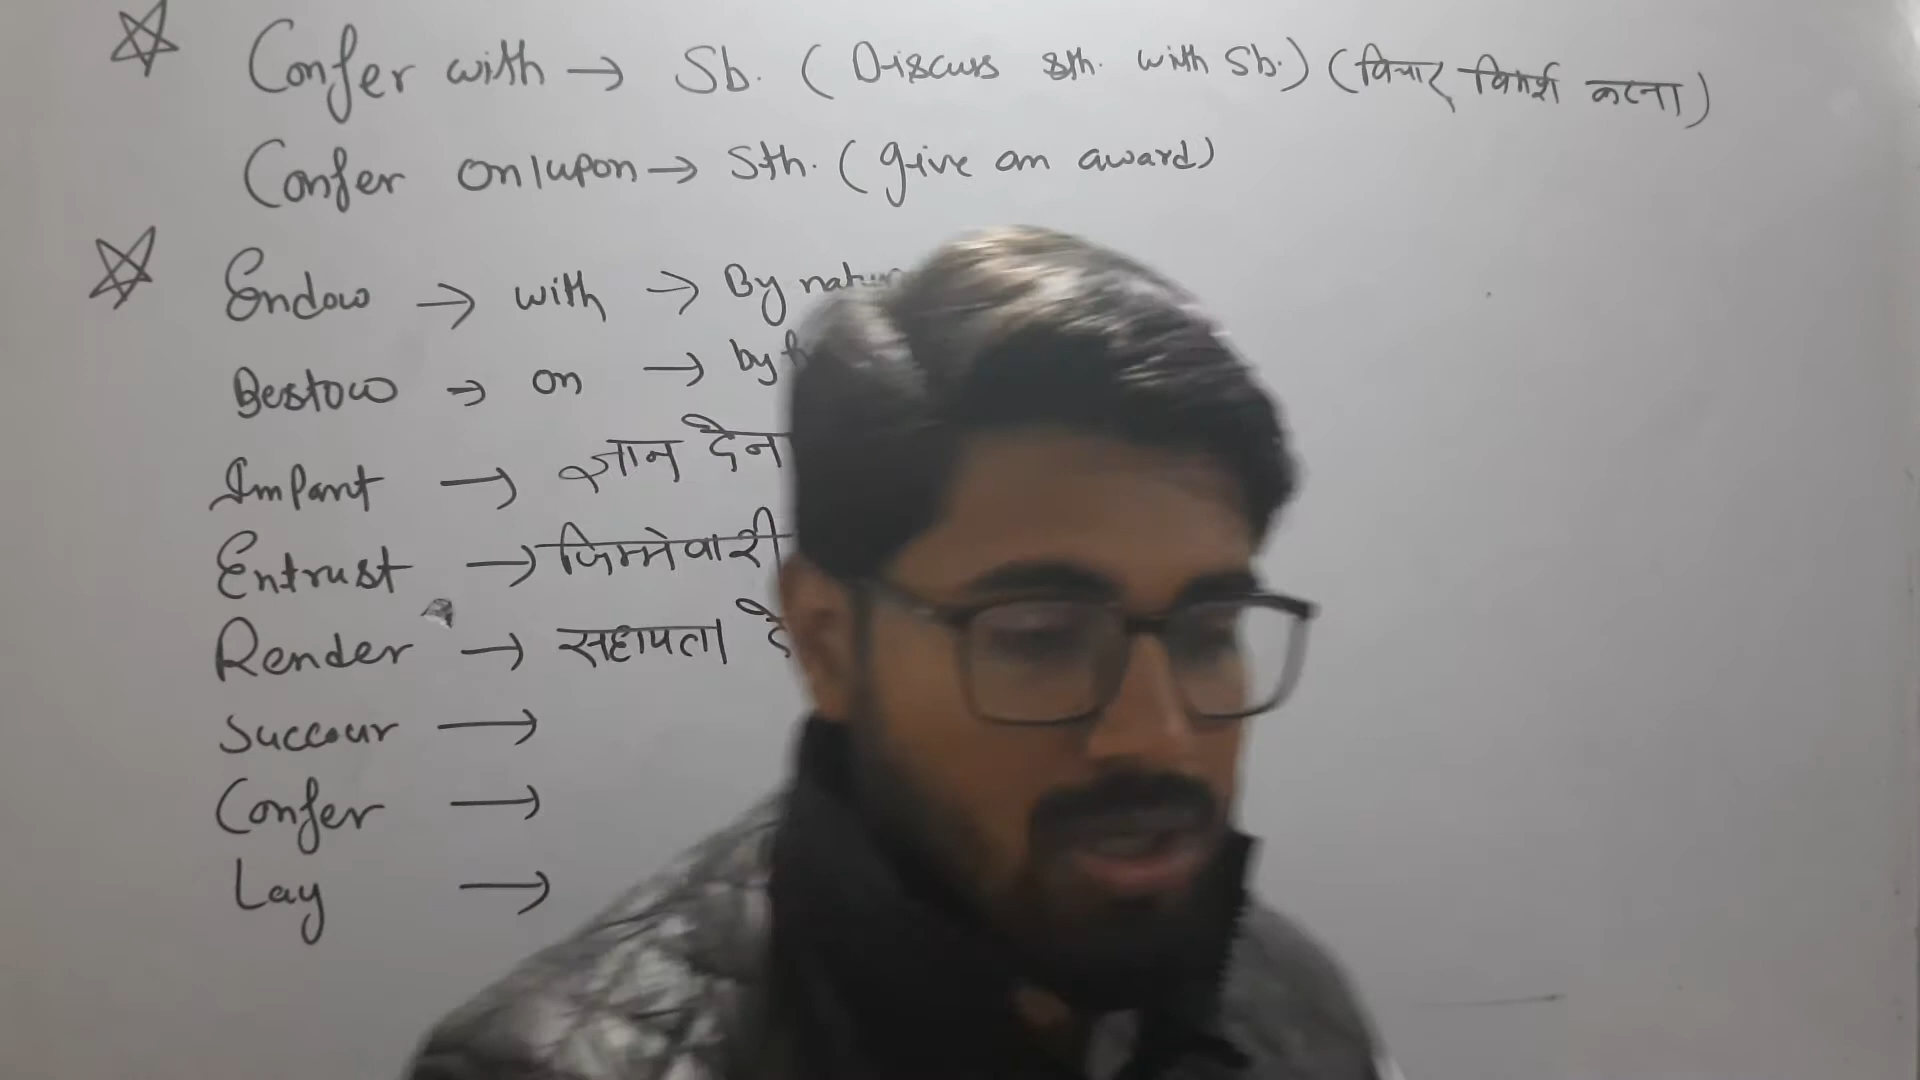 Confer with → Sb. (Discuss sth. with Sb.) (विचार विमर्श करना)
Confer on/upon → Sth. (give an award)
Endow → with → By
Bestow → on → by
Impart → ज्ञान
Entrust → जिम्मेवारी
Render → सहायता
Succour →
Confer →
Lay →